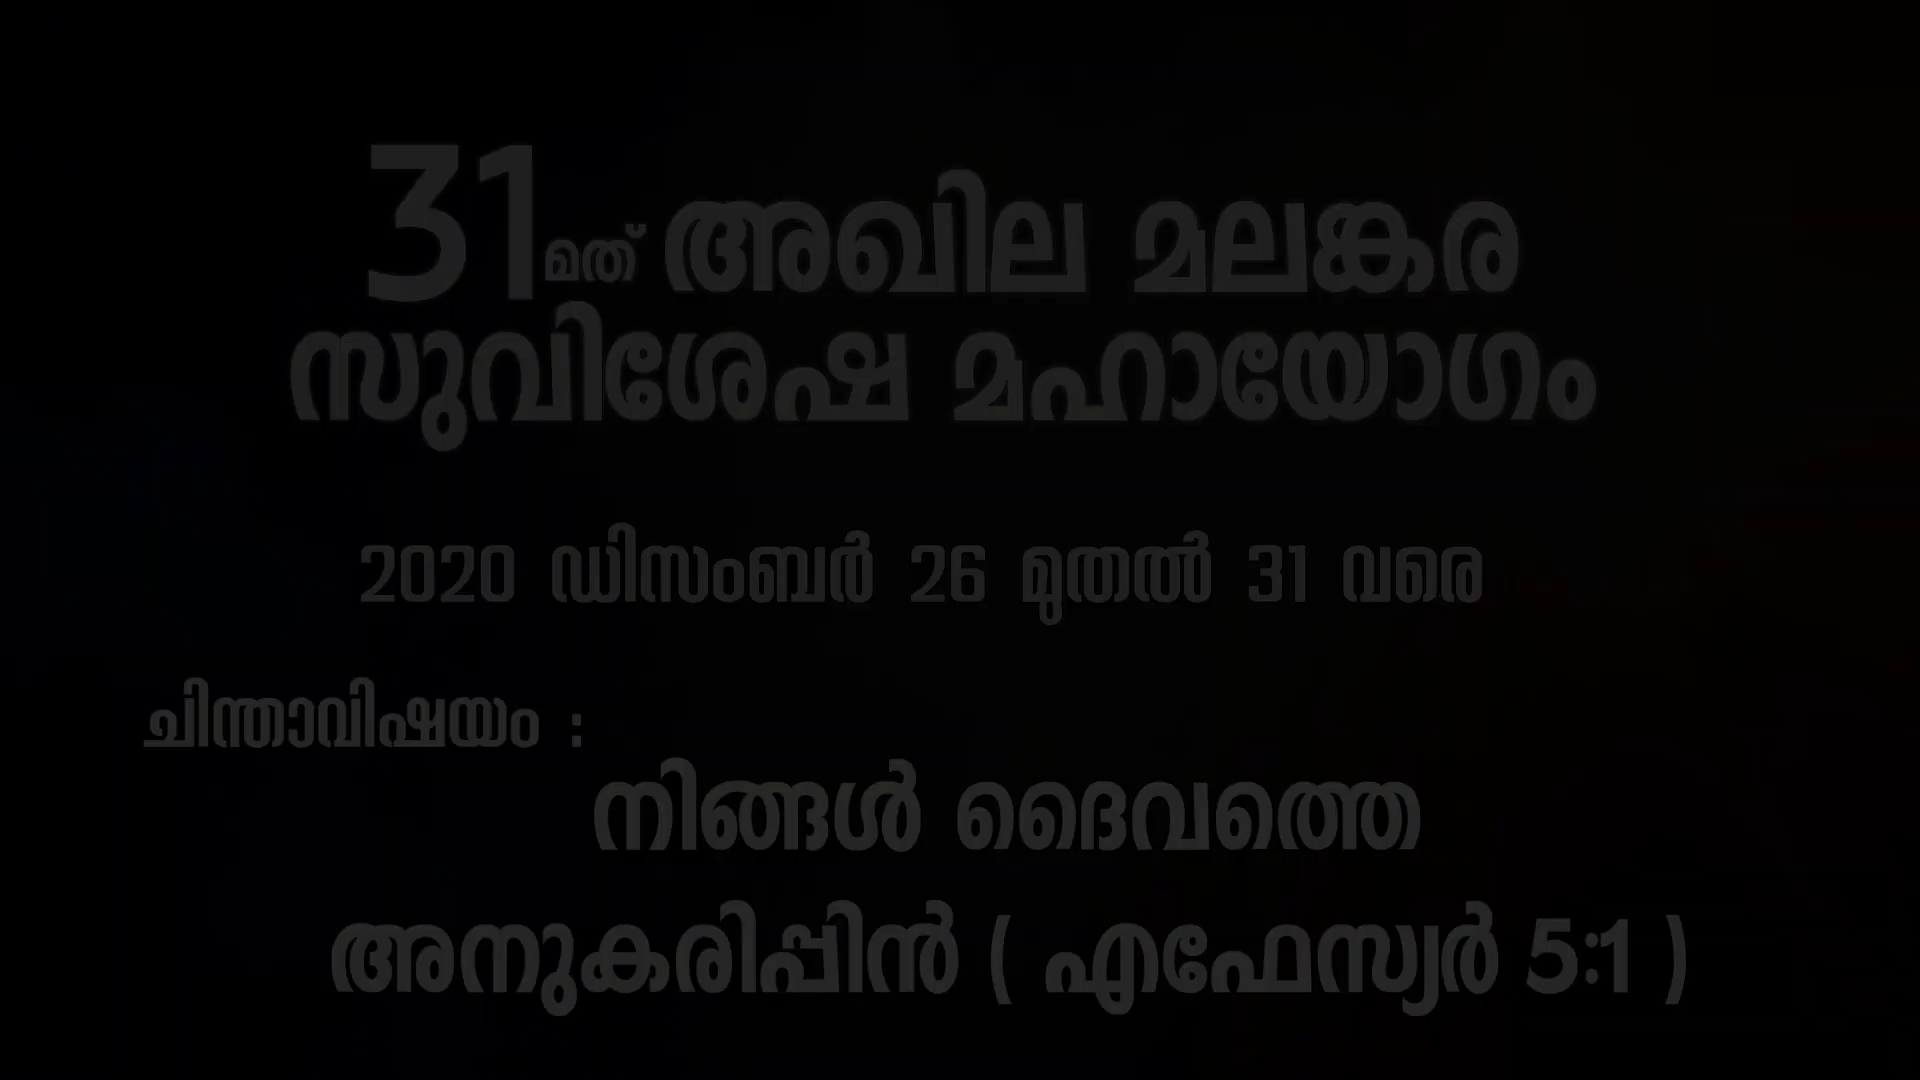 31മത് അഖില മലങ്കര
സുവിശേഷ മഹായോഗം
2020 ഡിസംബർ 26 മുതൽ 31 വരെ
ചിന്താവിഷയം :
നിങ്ങൾ ദൈവത്തെ
അനുകരിപ്പിൻ ( എഫേസ്യർ 5:1 )